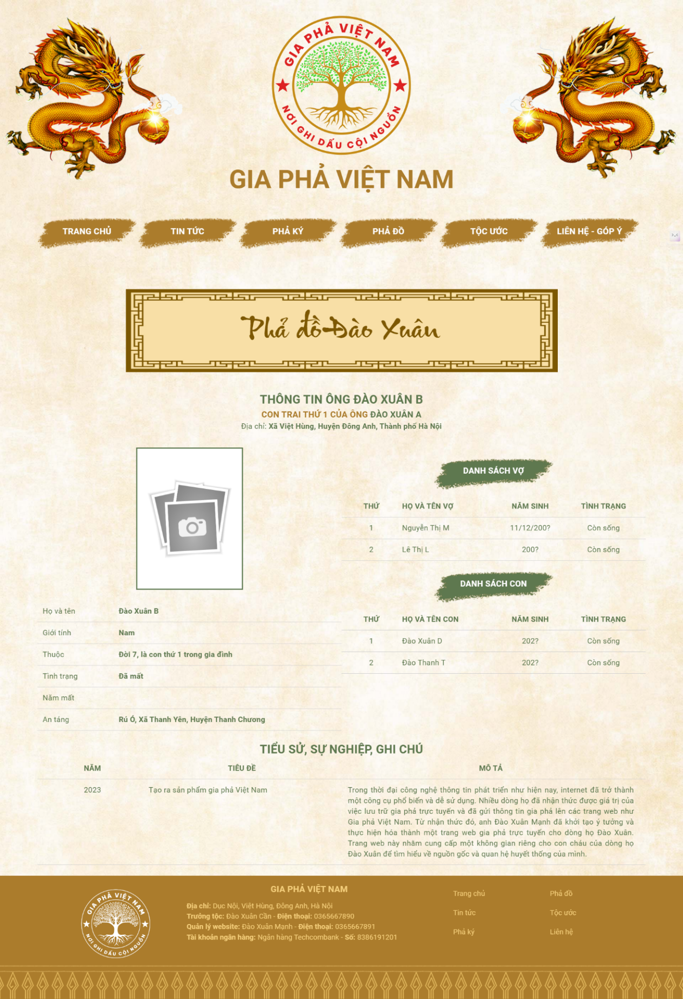 GIA PHẢ VIỆT NAM
NƠI GHI DẤU CỘI NGUỒN
GIA PHẢ VIỆT NAM
TRANG CHỦ TIN TỨC PHẢ KÝ PHẢ ĐỒ TỘC ƯỚC LIÊN HỆ - GÓP Ý
Phả đồ Đào Xuân
THÔNG TIN ÔNG ĐÀO XUÂN B
CON TRAI THỨ 1 CỦA ÔNG ĐÀO XUÂN A
Địa chỉ: Xã Việt Hùng, Huyện Đông Anh, Thành phố Hà Nội
Họ và tên Đào Xuân B
Giới tính Nam
Thuộc Đời 7, là con thứ 1 trong gia đình
Tình trạng Đã mất
Năm mất
An táng Rú Ó, Xã Thanh Yên, Huyện Thanh Chương
DANH SÁCH VỢ
THỨ HỌ VÀ TÊN VỢ NĂM SINH TÌNH TRẠNG
1 Nguyễn Thị M 11/12/200? Còn sống
2 Lê Thị L 200? Còn sống
DANH SÁCH CON
THỨ HỌ VÀ TÊN CON NĂM SINH TÌNH TRẠNG
1 Đào Xuân D 202? Còn sống
2 Đào Thanh T 202? Còn sống
TIỂU SỬ, SỰ NGHIỆP, GHI CHÚ
NĂM TIÊU ĐỀ MÔ TẢ
2023 Tạo ra sản phẩm gia phả Việt Nam Trong thời đại công nghệ thông tin phát triển như hiện nay, internet đã trở thành
một công cụ phổ biến và dễ sử dụng. Nhiều dòng họ đã nhận thức được giá trị của
việc lưu trữ gia phả trực tuyến và đã gửi thông tin gia phả lên các trang web như
Gia phả Việt Nam. Từ nhận thức đó, anh Đào Xuân Mạnh đã khởi tạo ý tưởng và
thực hiện hóa thành một trang web gia phả trực tuyến cho dòng họ Đào Xuân.
Trang web này nhằm cung cấp một không gian riêng cho con cháu của dòng họ
Đào Xuân để tìm hiểu về nguồn gốc và quan hệ huyết thống của mình.
GIA PHẢ VIỆT NAM
NƠI GHI DẤU CỘI NGUỒN
GIA PHẢ VIỆT NAM
Địa chỉ: Dục Nội, Việt Hùng, Đông Anh, Hà Nội
Trưởng tộc: Đào Xuân Cần - Điện thoại: 0365667890
Quản lý website: Đào Xuân Mạnh - Điện thoại: 0365667891
Tài khoản ngân hàng: Ngân hàng Techcombank - Số: 8386191201
Trang chủ Phả đồ
Tin tức Tộc ước
Phả ký Liên hệ